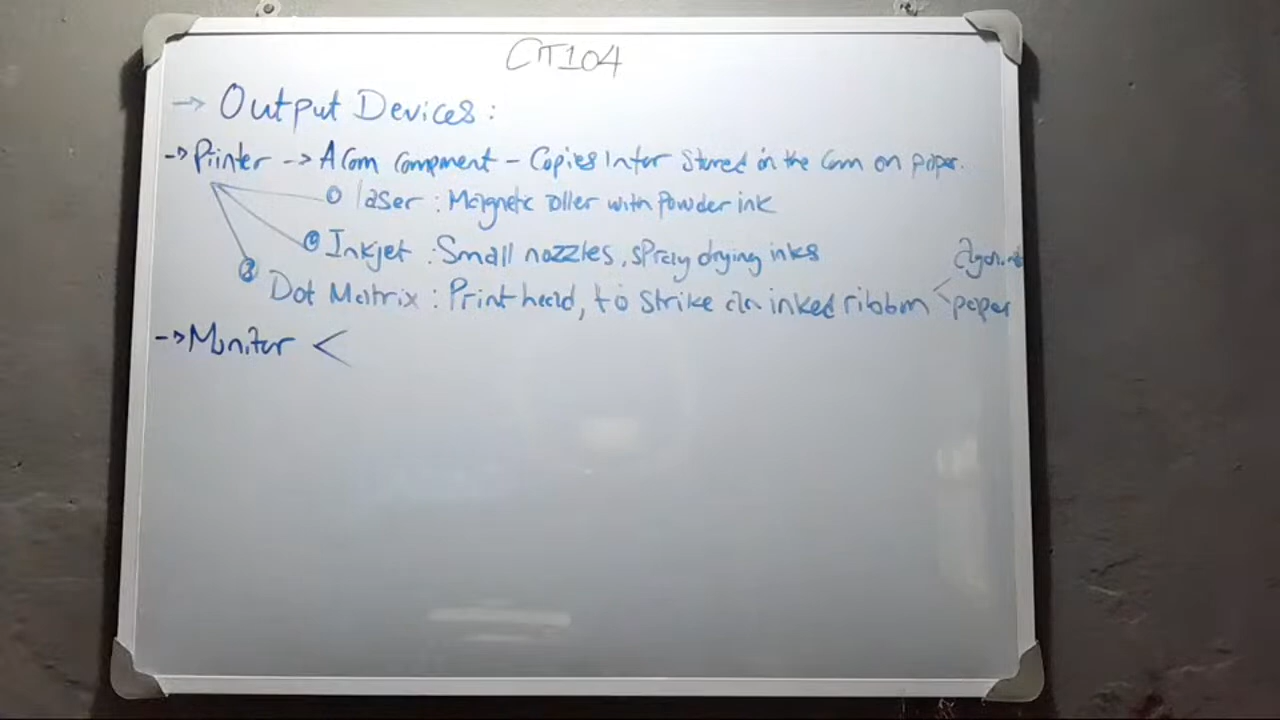 CIT104
→ Output Devices:
→ Printer → A Com Component - Copies Infor Stored in the Com on paper.
① laser : Magnetic roller with Powder ink
② Inkjet : Small nozzles, spray drying inks
③ Dot Matrix : Print head, to strike an inked ribbon < against paper
→ Monitor <